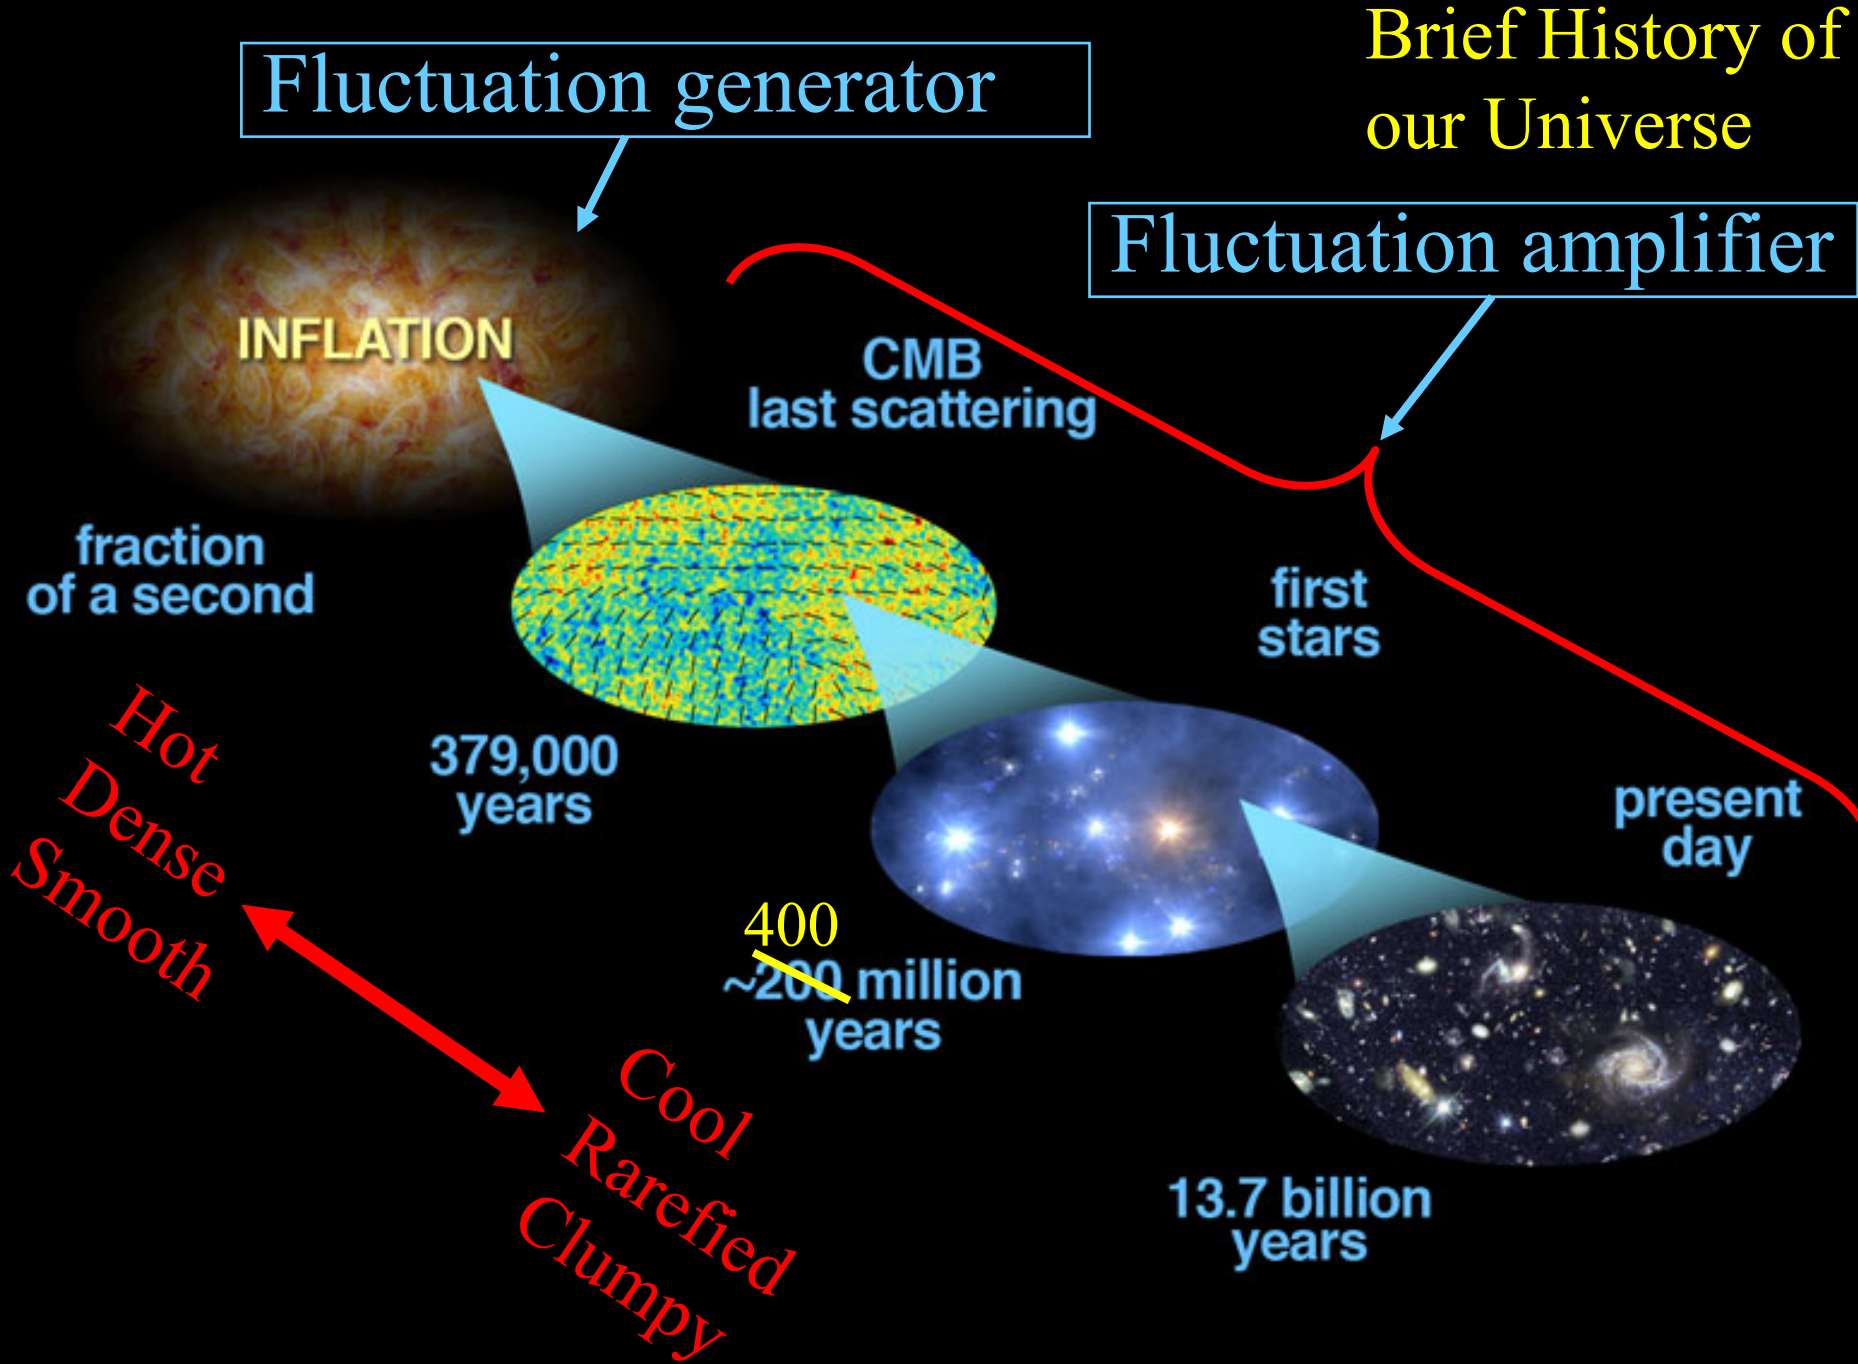 Brief History of
our Universe
Fluctuation generator
Fluctuation amplifier
INFLATION
CMB
last scattering
fraction
of a second
first
stars
379,000
years
present
day
Hot
Dense
Smooth
400
~200 million
years
Cool
Rarefied
Clumpy
13.7 billion
years